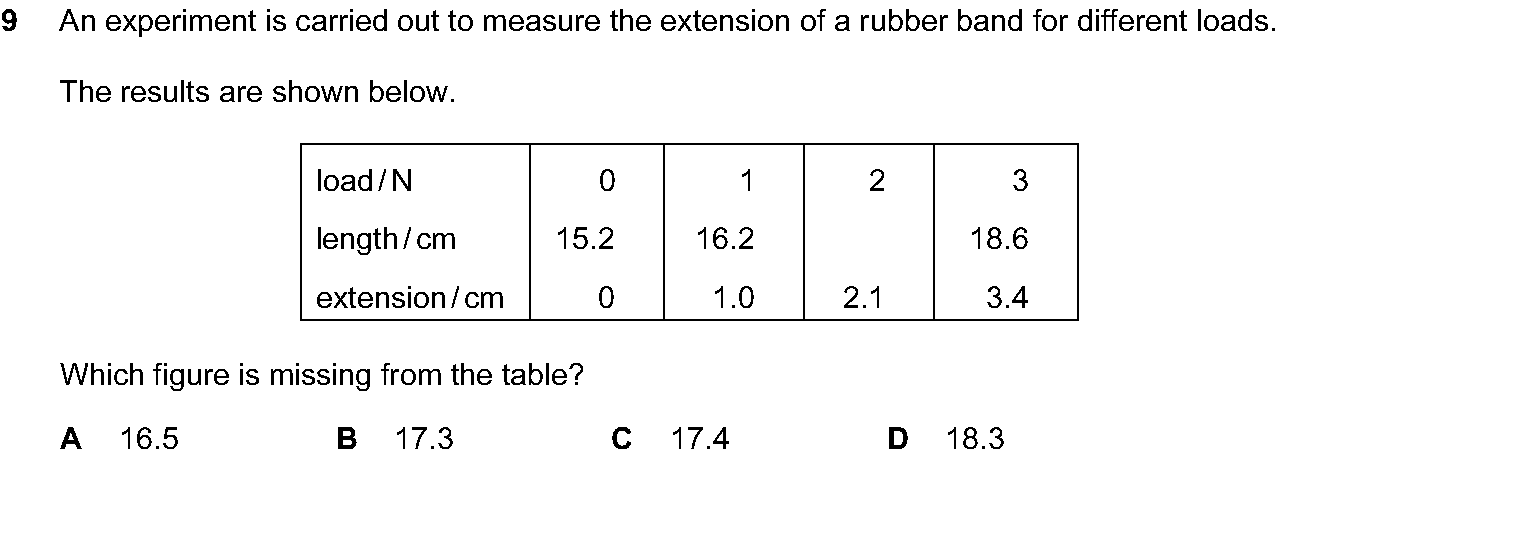 9 An experiment is carried out to measure the extension of a rubber band for different loads.
The results are shown below.
load / N 0 1 2 3
length / cm 15.2 16.2 18.6
extension / cm 0 1.0 2.1 3.4
Which figure is missing from the table?
A 16.5 B 17.3 C 17.4 D 18.3